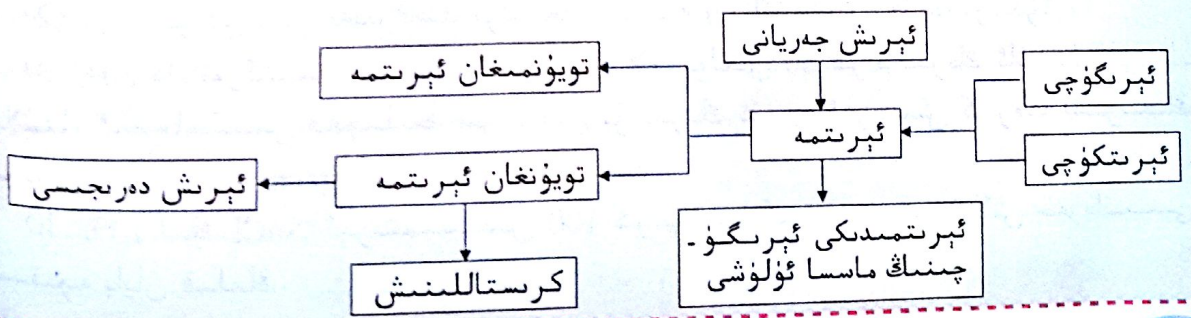 ئېرىش جەريانى
ئېرىگۈچى
ئېرىتكۈچى
ئېرىتمە
تويۇنمىغان ئېرىتمە
تويۇنغان ئېرىتمە
ئېرىش دەرىجىسى
كرىستاللىنىش
ئېرىتمىدىكى ئېرىگۈ-
چىنىڭ ماسسا ئۈلۈشى